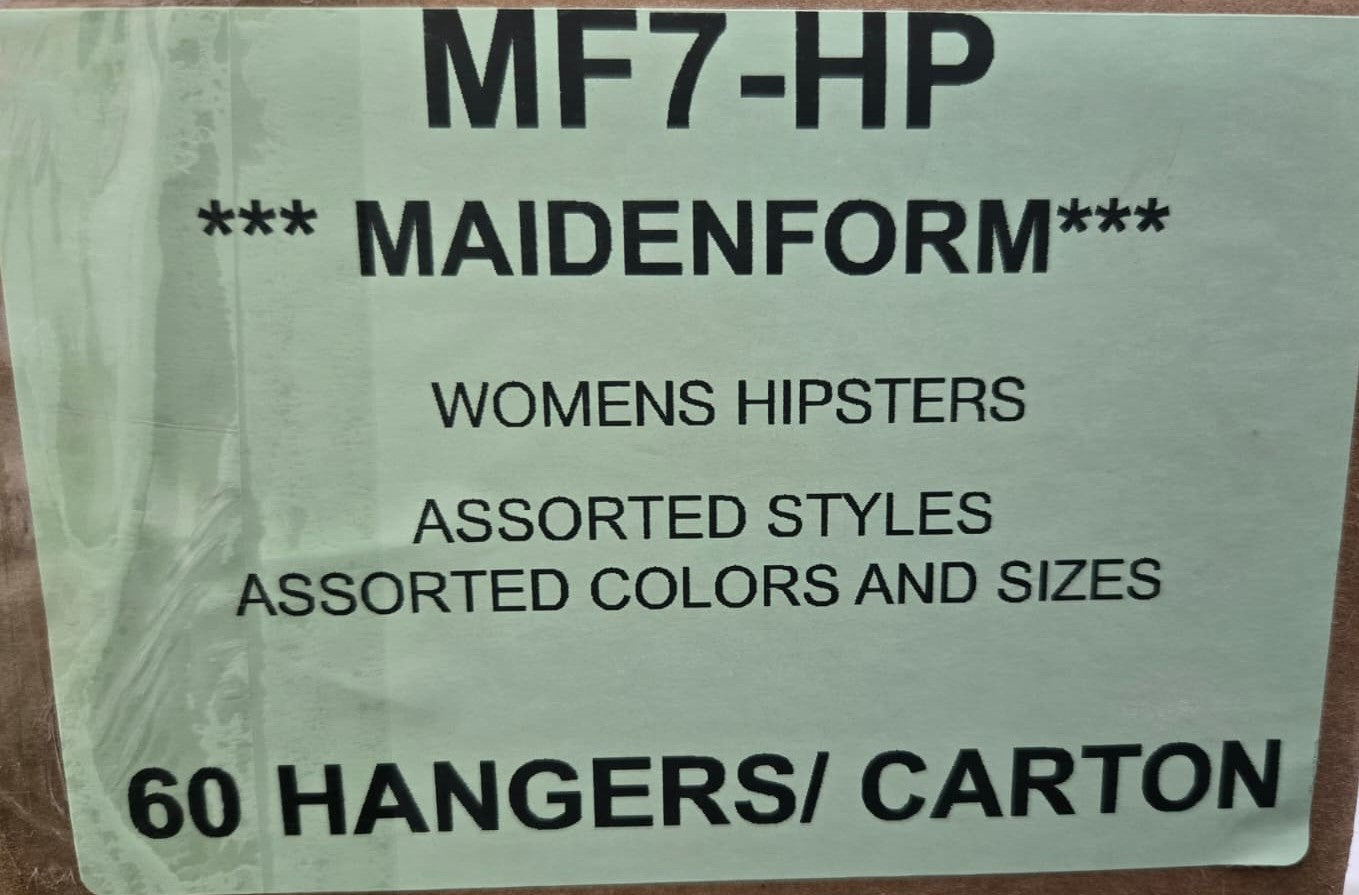 MF7-HP
*** MAIDENFORM***
WOMENS HIPSTERS
ASSORTED STYLES
ASSORTED COLORS AND SIZES
60 HANGERS/ CARTON